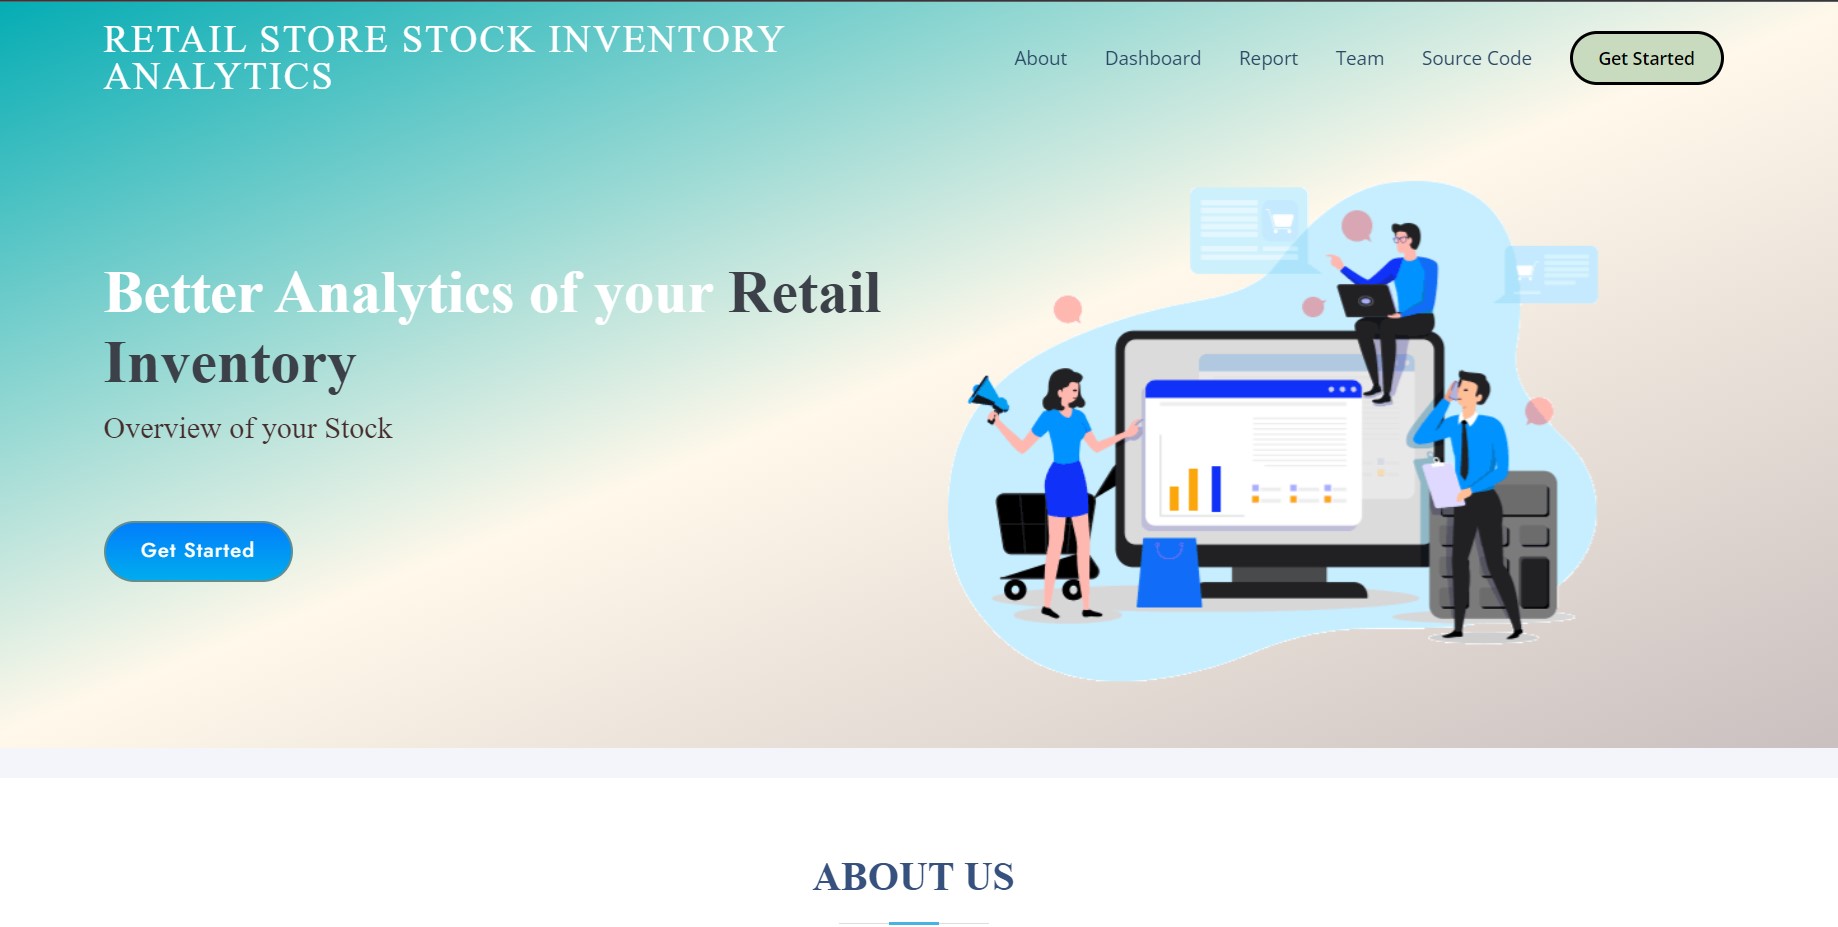 RETAIL STORE STOCK INVENTORY
ANALYTICS
About
Dashboard
Report
Team
Source Code
Get Started
Better Analytics of your Retail
Inventory
Overview of your Stock
Get Started
ABOUT US